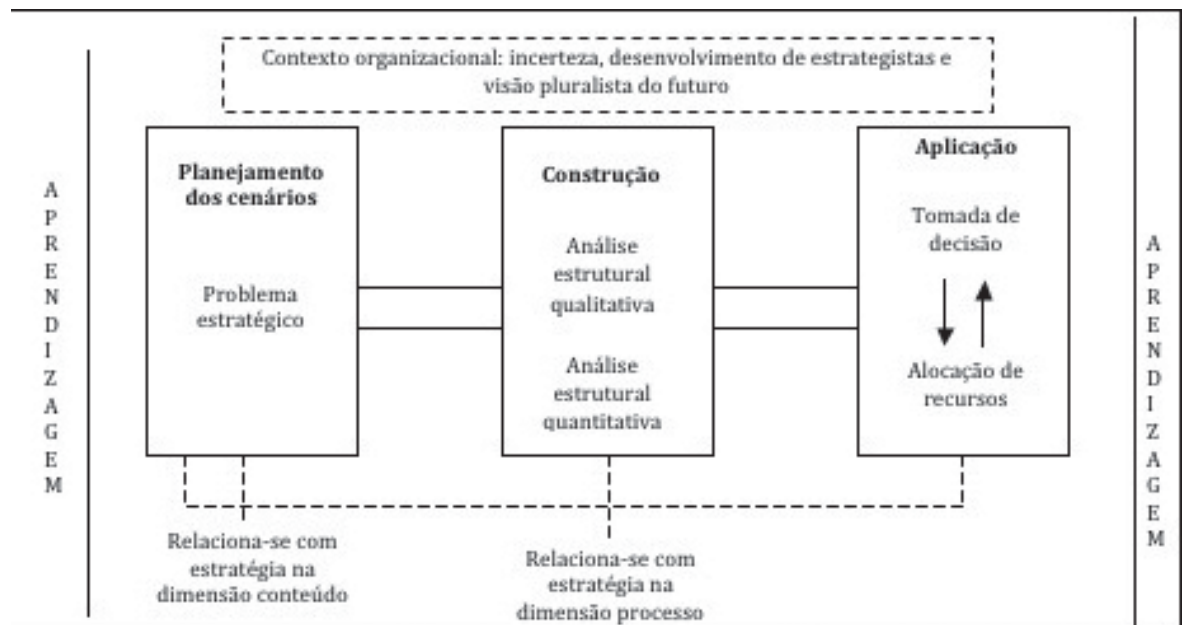 Contexto organizacional: incerteza, desenvolvimento de estrategistas e
visão pluralista do futuro
A
P
R
E
N
D
I
Z
A
G
E
M
Planejamento
dos cenários
Problema
estratégico
Construção
Análise
estrutural
qualitativa
Análise
estrutural
quantitativa
Aplicação
Tomada de
decisão
Alocação de
recursos
A
P
R
E
N
D
I
Z
A
G
E
M
Relaciona-se com
estratégia na
dimensão conteúdo
Relaciona-se com
estratégia na
dimensão processo